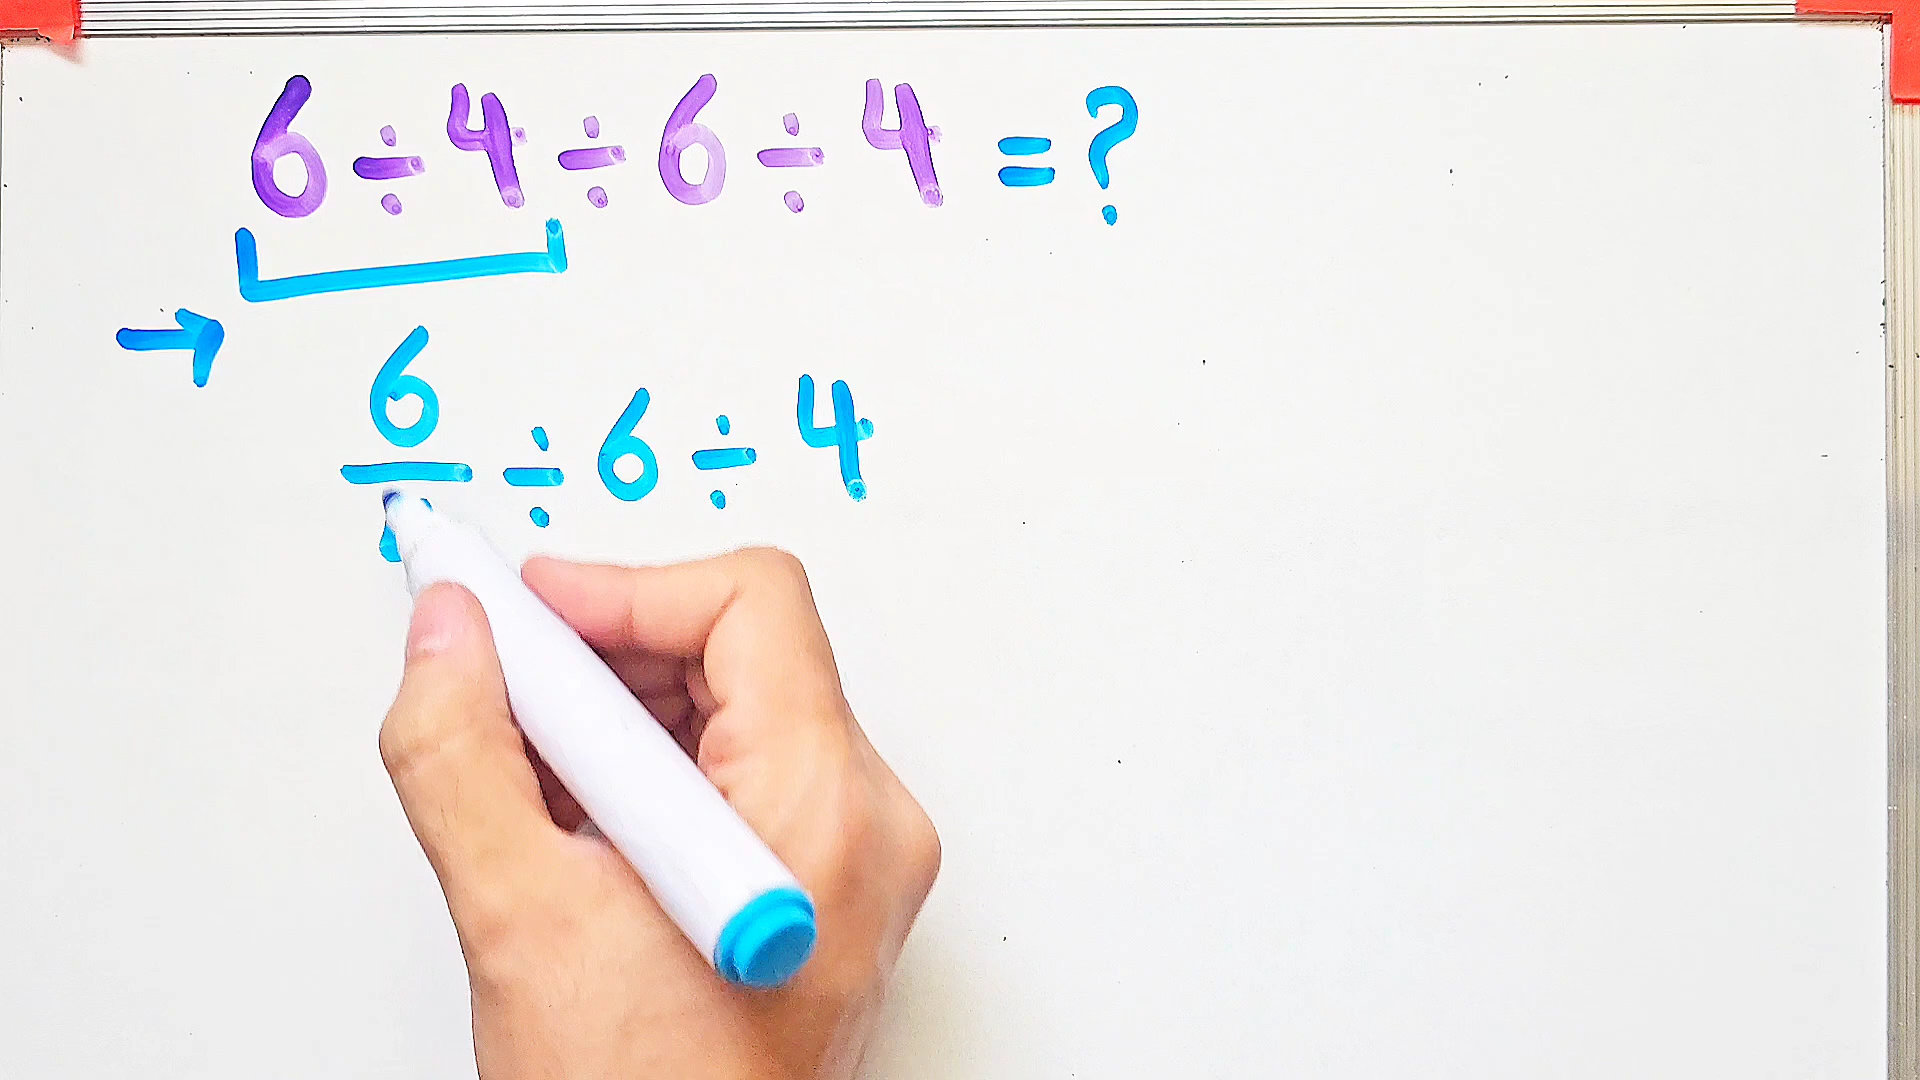 6 ÷ 4 ÷ 6 ÷ 4 = ?
→
6
― ÷ 6 ÷ 4